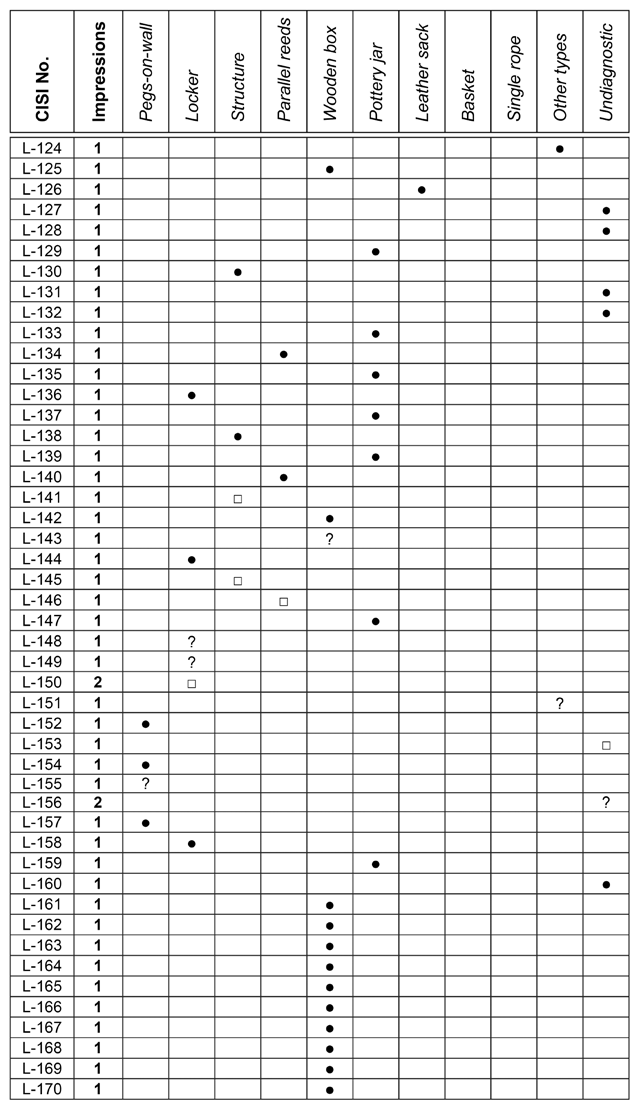 CISI No. Impressions Pegs-on-wall Locker Structure Parallel reeds Wooden box Pottery jar Leather sack Basket Single rope Other types Undiagnostic
L-124 1 ●
L-125 1 ●
L-126 1 ●
L-127 1 ●
L-128 1 ●
L-129 1 ●
L-130 1 ●
L-131 1 ●
L-132 1 ●
L-133 1 ●
L-134 1 ●
L-135 1 ●
L-136 1 ●
L-137 1 ●
L-138 1 ●
L-139 1 ●
L-140 1 ●
L-141 1 □
L-142 1 ●
L-143 1 ?
L-144 1 ●
L-145 1 □
L-146 1 □
L-147 1 ●
L-148 1 ?
L-149 1 ?
L-150 2 □
L-151 1 ?
L-152 1 ●
L-153 1 □
L-154 1 ●
L-155 1 ?
L-156 2 ?
L-157 1 ●
L-158 1 ●
L-159 1 ●
L-160 1 ●
L-161 1 ●
L-162 1 ●
L-163 1 ●
L-164 1 ●
L-165 1 ●
L-166 1 ●
L-167 1 ●
L-168 1 ●
L-169 1 ●
L-170 1 ●